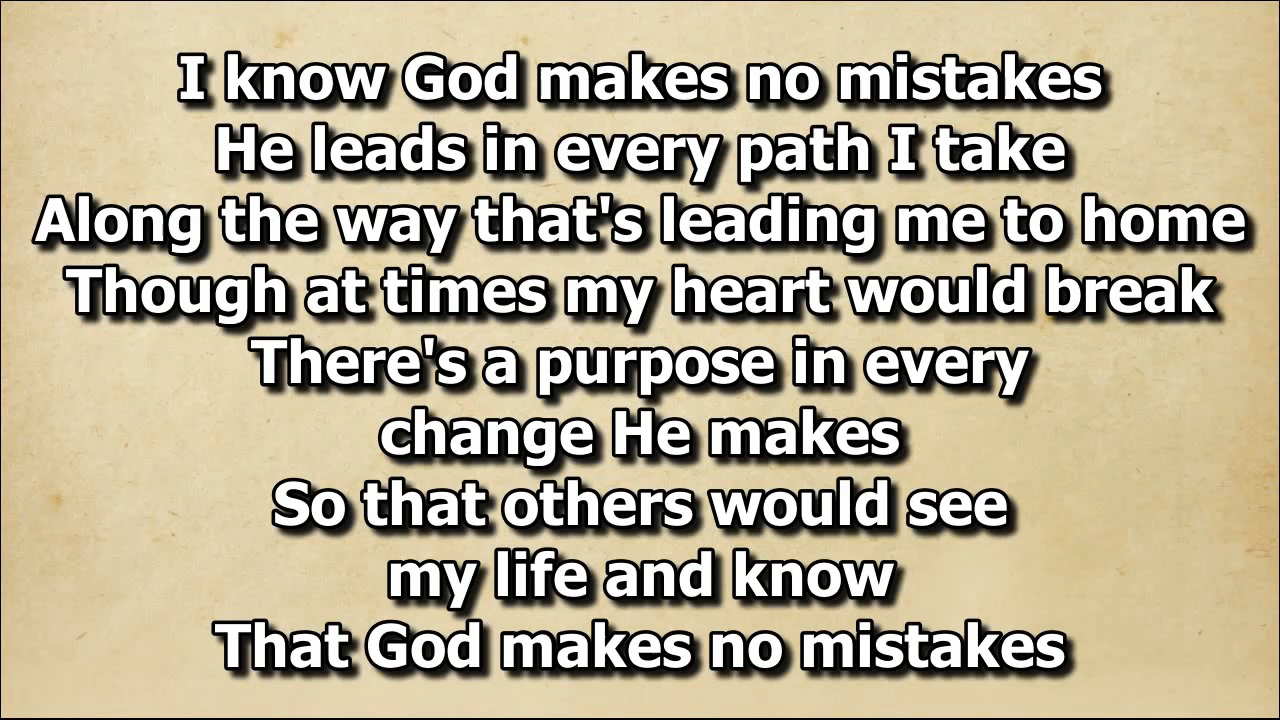 I know God makes no mistakes
He leads in every path I take
Along the way that's leading me to home
Though at times my heart would break
There's a purpose in every
change He makes
So that others would see
my life and know
That God makes no mistakes